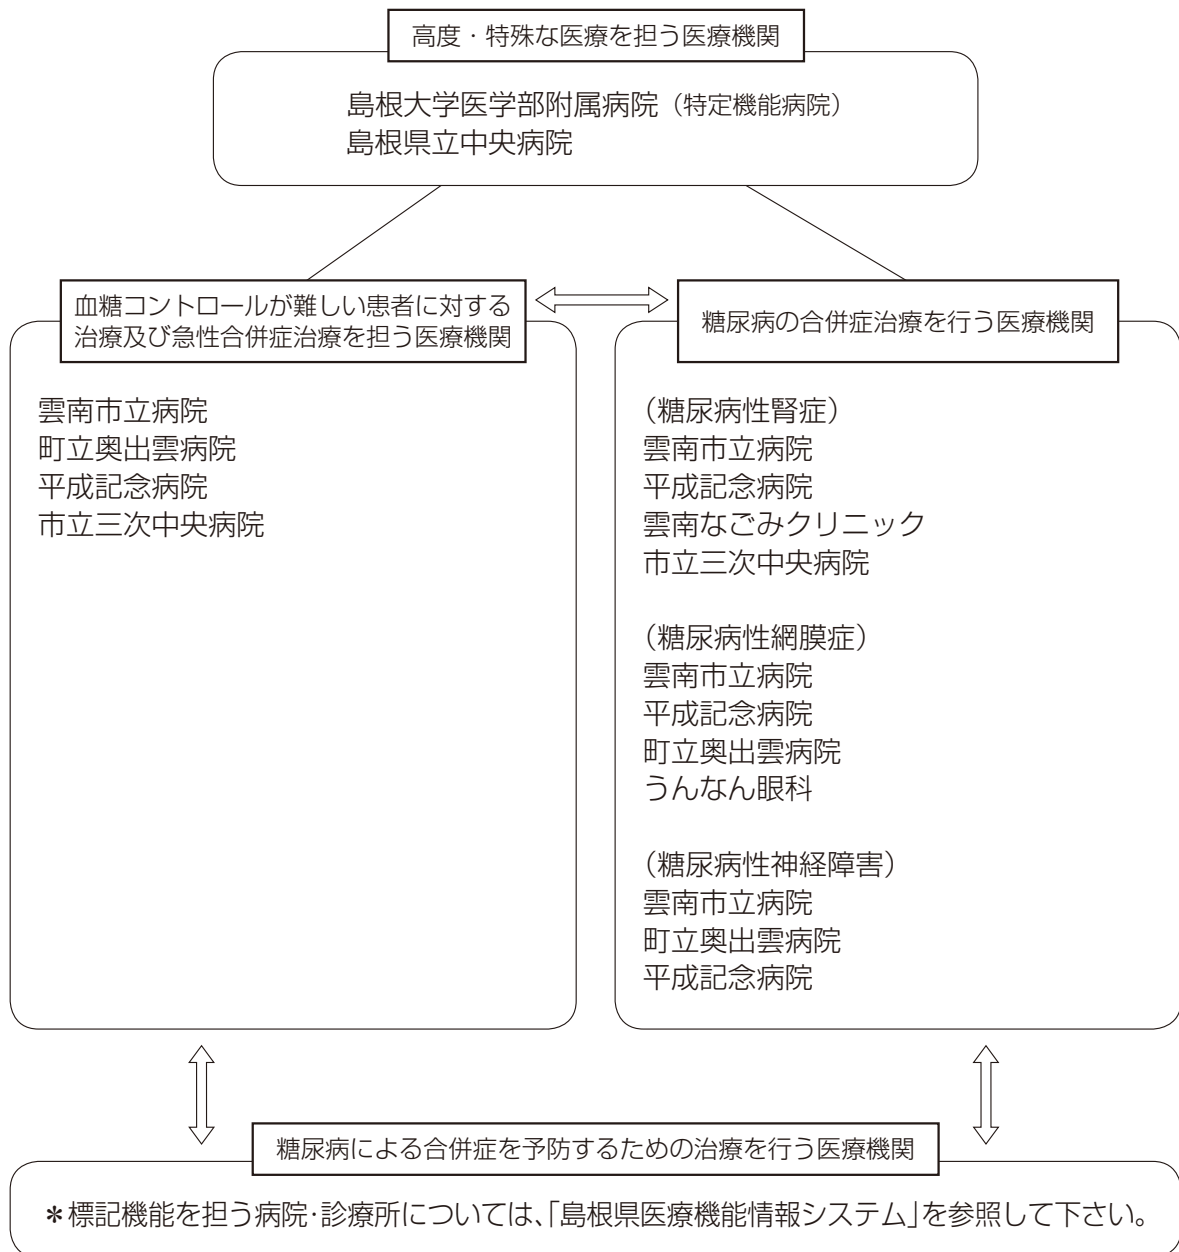 高度・特殊な医療を担う医療機関
島根大学医学部附属病院（特定機能病院）
島根県立中央病院
血糖コントロールが難しい患者に対する
治療及び急性合併症治療を担う医療機関
雲南市立病院
町立奥出雲病院
平成記念病院
市立三次中央病院
糖尿病の合併症治療を行う医療機関
（糖尿病性腎症）
雲南市立病院
平成記念病院
雲南なごみクリニック
市立三次中央病院
（糖尿病性網膜症）
雲南市立病院
平成記念病院
町立奥出雲病院
うんなん眼科
（糖尿病性神経障害）
雲南市立病院
町立奥出雲病院
平成記念病院
糖尿病による合併症を予防するための治療を行う医療機関
＊標記機能を担う病院・診療所については、「島根県医療機能情報システム」を参照して下さい。